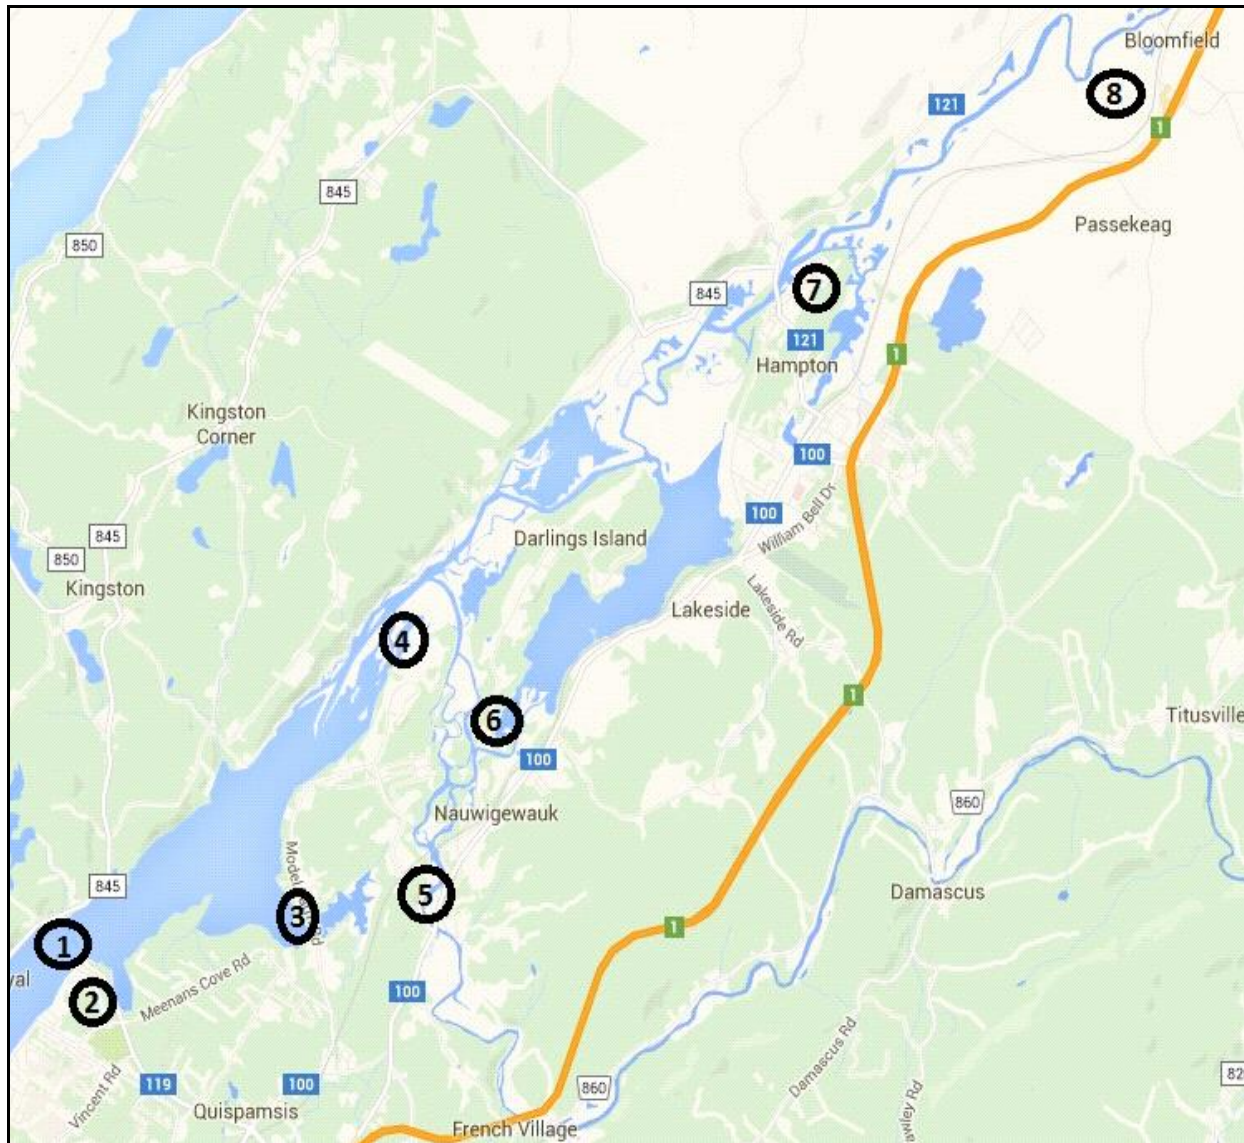 Bloomfield
8
121
1
845
850
Passekeag
7
845
121
1
Hampton
Kingston
Corner
100
100
William Bell Dr
845
850
Darlings Island
Kingston
Lakeside Rd
Lakeside
4
1
6
Titusville
100
860
Nauwigewauk
845
5
Damascus
3
1
1
Meenans Cove Rd
2
100
Damascus Rd
119
100
860
82
Vincent Rd
Quispamsis
French Village